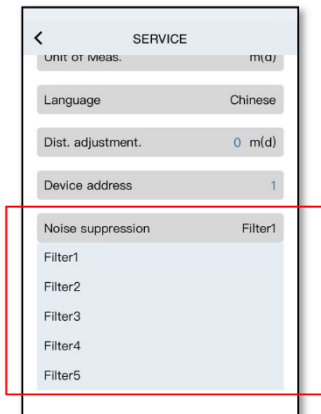 SERVICE
Unit of Meas. m(d)
Language Chinese
Dist. adjustment. 0 m(d)
Device address 1
Noise suppression Filter1
Filter1
Filter2
Filter3
Filter4
Filter5